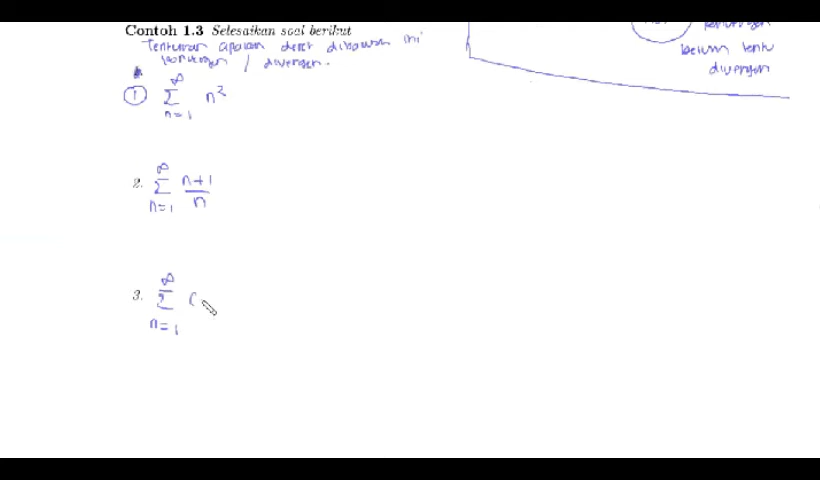 Contoh 1.3 Selesaikan soal berikut
Tentukan apakah deret dibawah ini
konvergen / divergen.
1 ∞ Σ n=1 n²
2. ∞ Σ n=1 n+1 / n
3. ∞ Σ n=1 (
konvergen
belum tentu
divergen